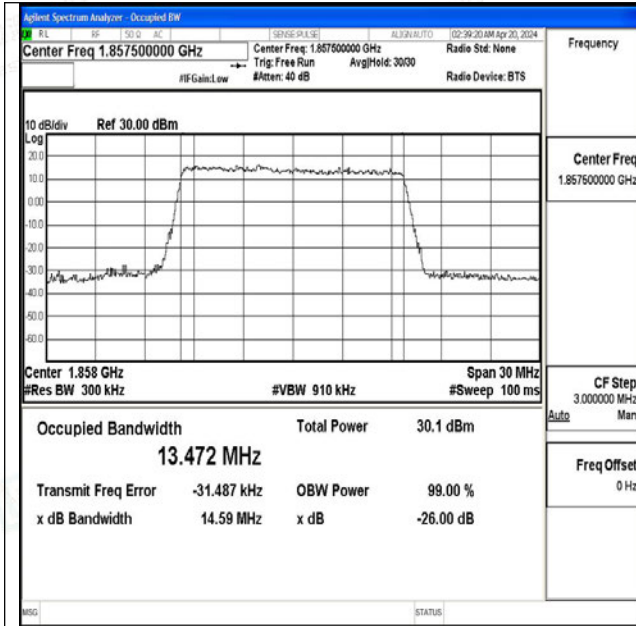 Agilent Spectrum Analyzer - Occupied BW
RL RF 50 Ω AC SENSE:PULSE ALIGNAUTO 02:39:20 AM Apr 20, 2024
Center Freq 1.857500000 GHz
Center Freq: 1.857500000 GHz
Radio Std: None
Trig: Free Run Avg|Hold: 30/30
#IFGain:Low #Atten: 40 dB Radio Device: BTS
10 dB/div Ref 30.00 dBm
Log
20.0
10.0
0.00
-10.0
-20.0
-30.0
-40.0
-50.0
-60.0
Center 1.858 GHz Span 30 MHz
#Res BW 300 kHz #VBW 910 kHz #Sweep 100 ms
Occupied Bandwidth Total Power 30.1 dBm
13.472 MHz
Transmit Freq Error -31.487 kHz OBW Power 99.00 %
x dB Bandwidth 14.59 MHz x dB -26.00 dB
MSG STATUS
Frequency
Center Freq
1.857500000 GHz
CF Step
3.000000 MHz
Auto Man
Freq Offset
0 Hz